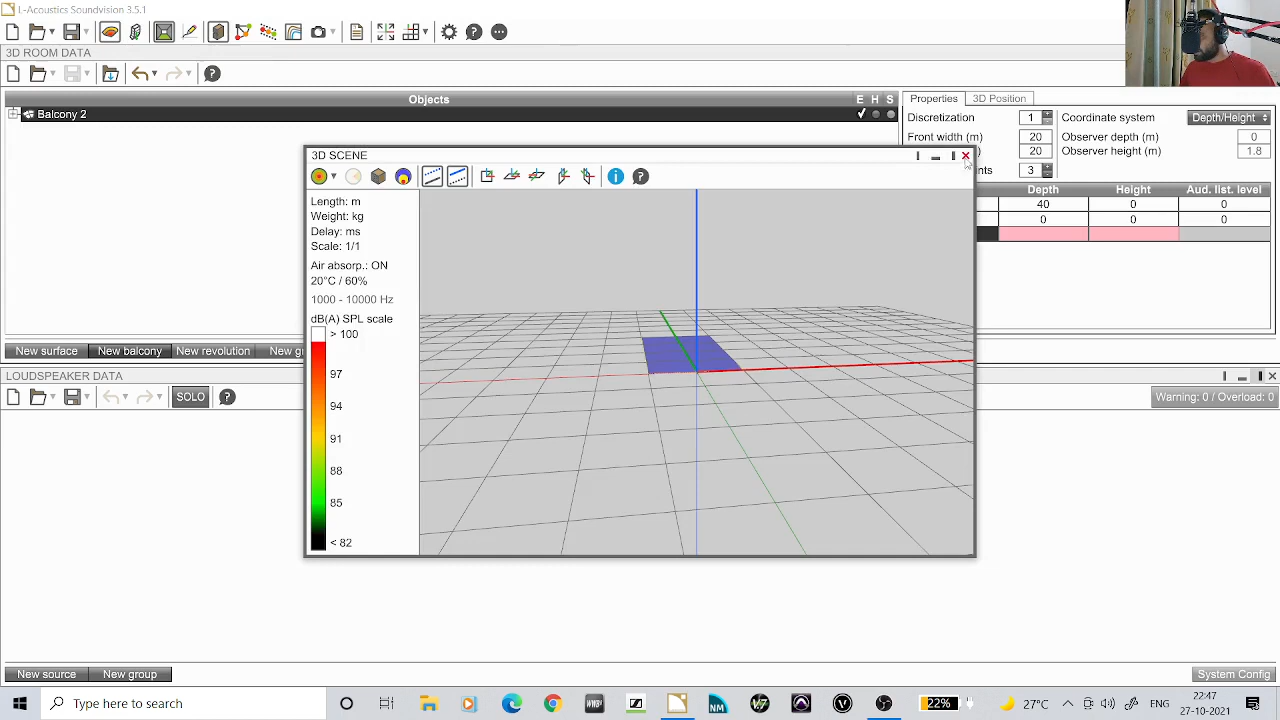 L-Acoustics Soundvision 3.5.1
3D ROOM DATA
Objects
E H S
Balcony 2
Properties
3D Position
Discretization
1
Coordinate system
Depth/Height
Front width (m)
20
Observer depth (m)
0
(m)
20
Observer height (m)
1.8
3
Depth
Height
Aud. list. level
40
0
0
0
0
0
3D SCENE
Length: m
Weight: kg
Delay: ms
Scale: 1/1
Air absorp.: ON
20°C / 60%
1000 - 10000 Hz
dB(A) SPL scale
> 100
97
94
91
88
85
< 82
New surface
New balcony
New revolution
LOUDSPEAKER DATA
SOLO
Warning: 0 / Overload: 0
New source
New group
System Config
Type here to search
22%
27°C
ENG
22:47
27-10-2021